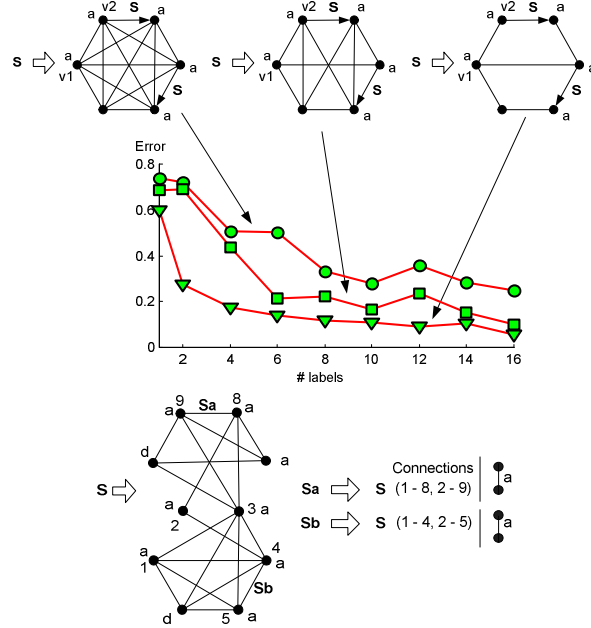 v2 S a v2 S a v2 S a
a a a
S a S a S a
v1 v1 v1
S S S
a a a
Error
0.8
0.6
0.4
0.2
0
2 4 6 8 10 12 14 16
# labels
9 Sa 8
a a
d a
S
a 3 a
2
a 4
1 a
Sb
d 5 a
Connections
Sa S (1 - 8, 2 - 9) a
Sb S (1 - 4, 2 - 5) a